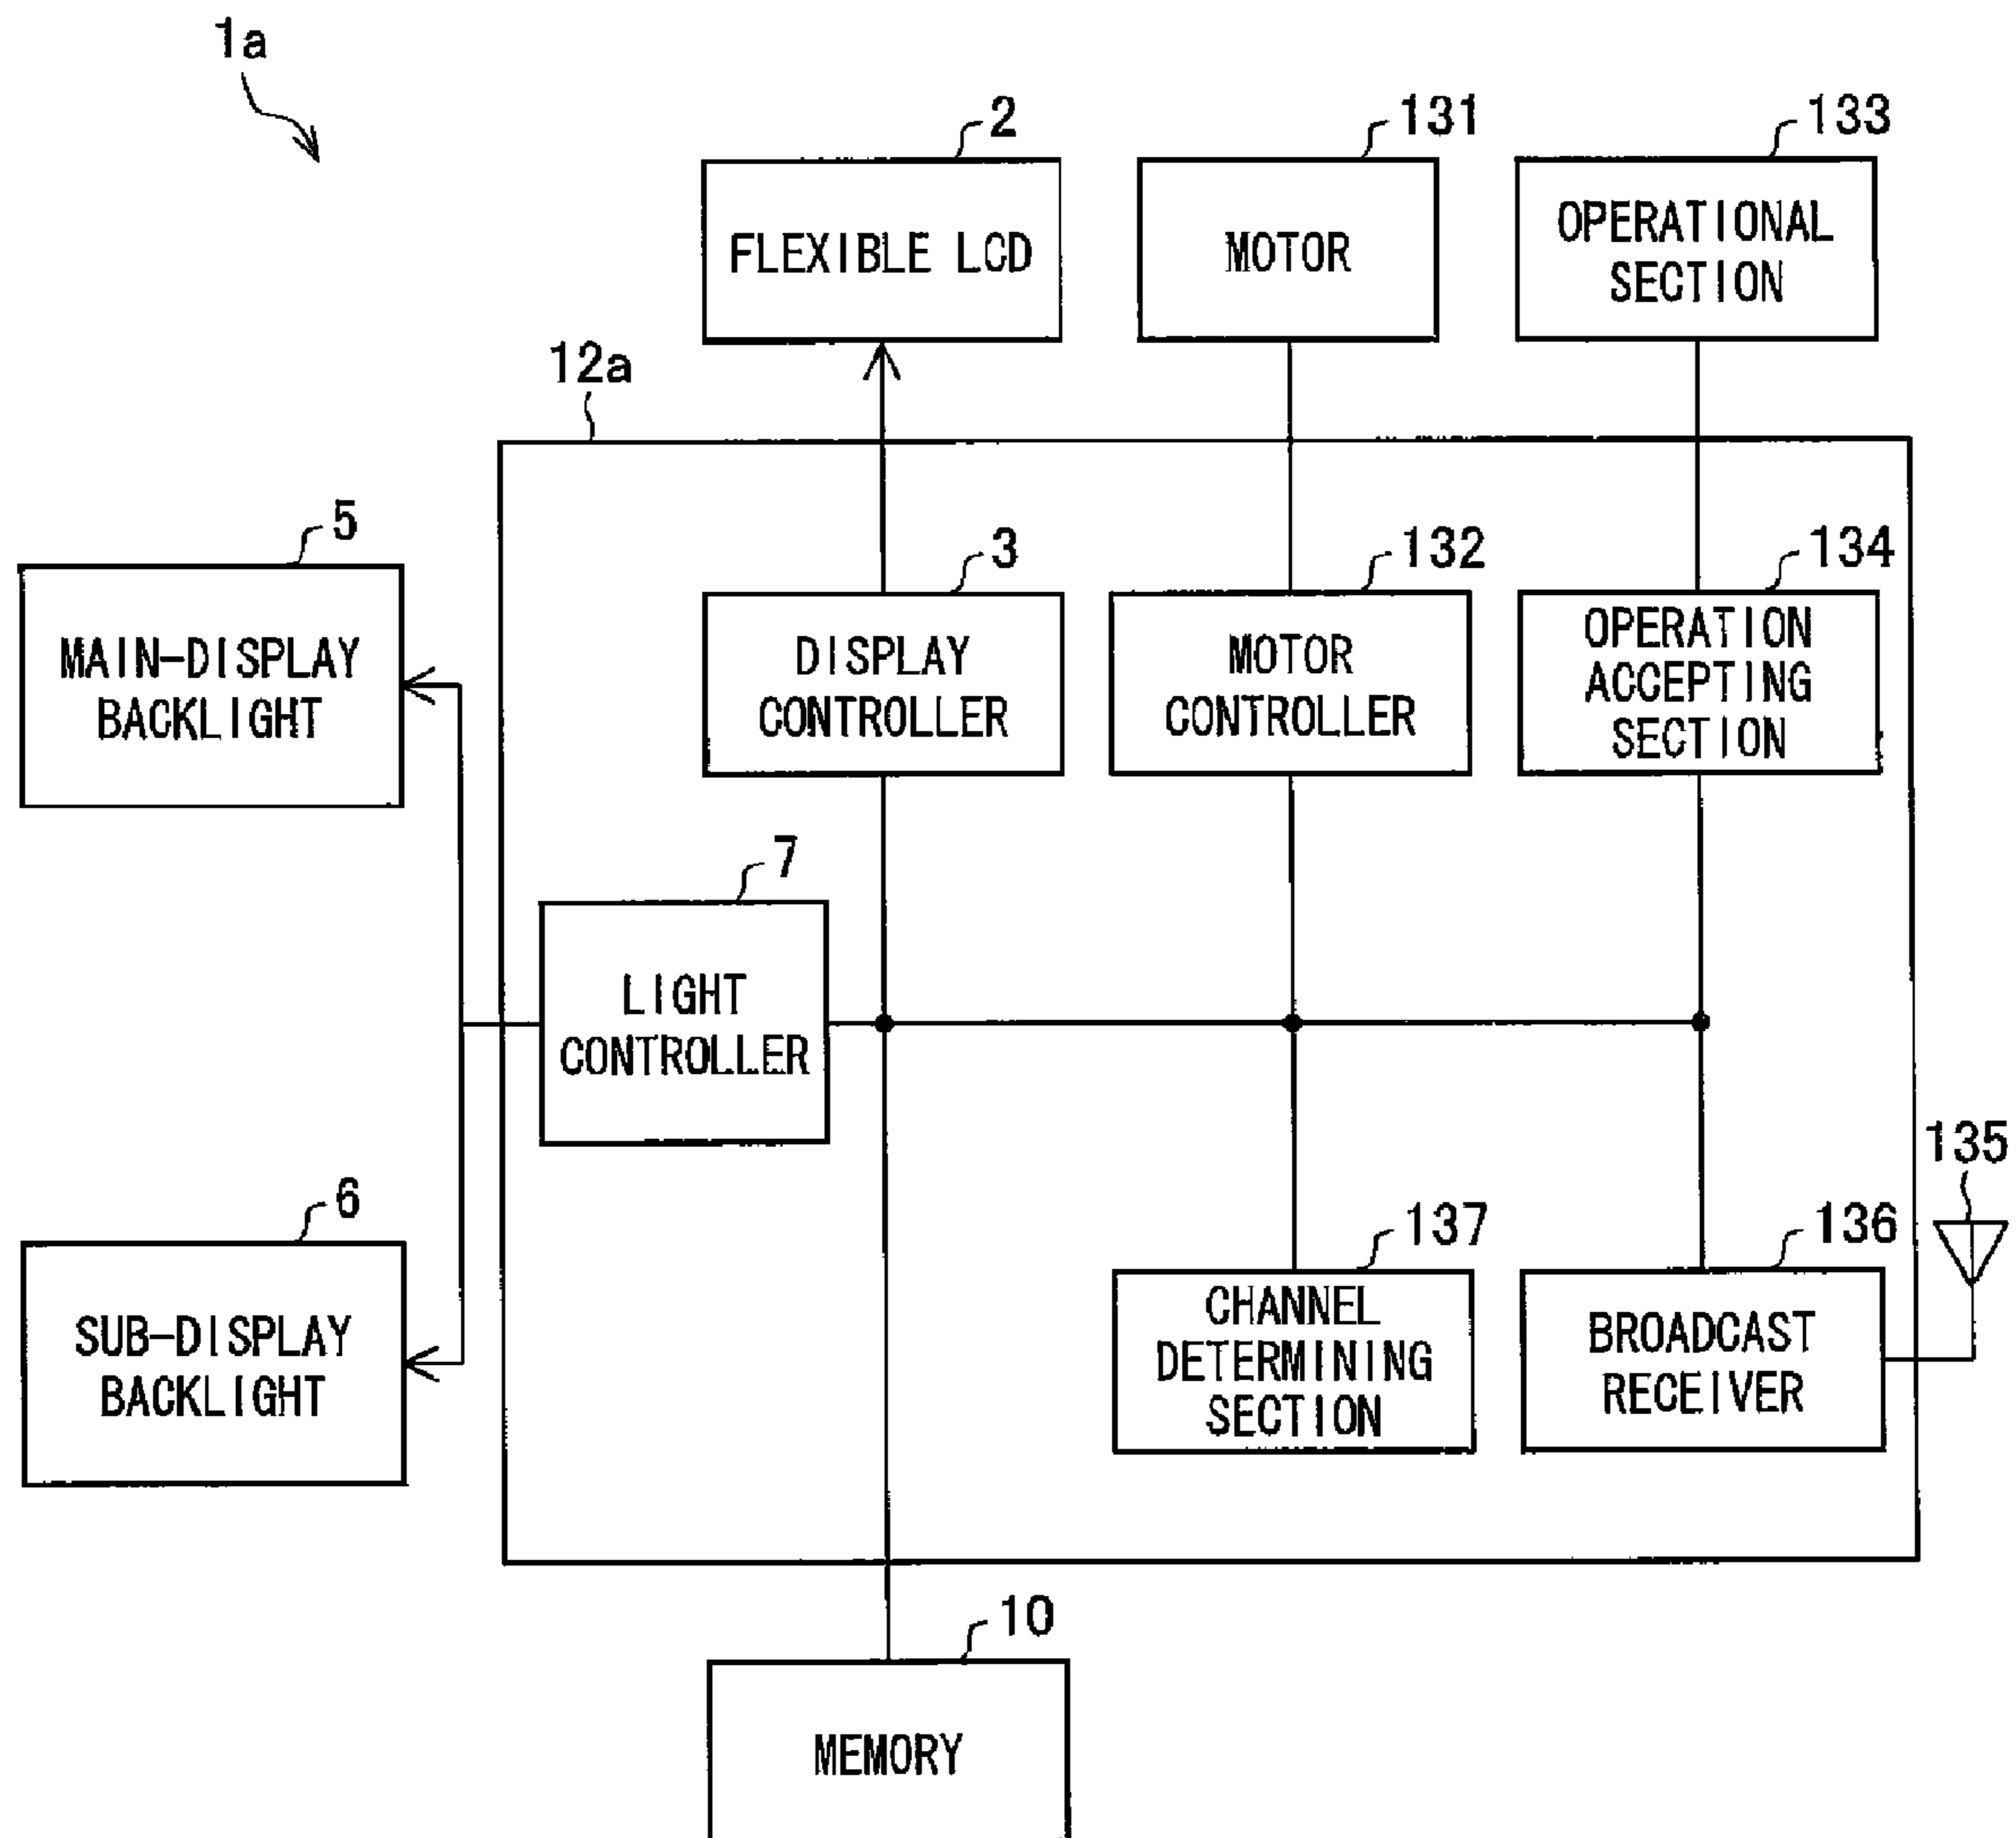 1a
2
131
133
FLEXIBLE LCD
MOTOR
OPERATIONAL
SECTION
12a
5
3
132
134
MAIN-DISPLAY
BACKLIGHT
DISPLAY
CONTROLLER
MOTOR
CONTROLLER
OPERATION
ACCEPTING
SECTION
7
LIGHT
CONTROLLER
135
6
137
136
SUB-DISPLAY
BACKLIGHT
CHANNEL
DETERMINING
SECTION
BROADCAST
RECEIVER
10
MEMORY